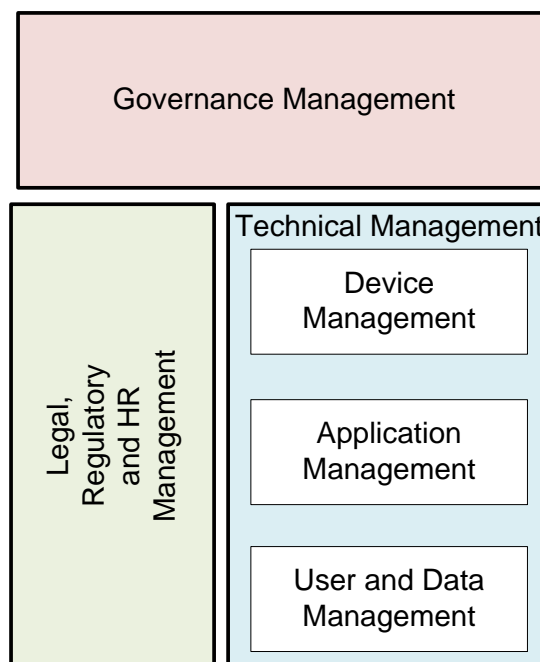 Governance Management
Legal,
Regulatory
and HR
Management
Technical Management
Device
Management
Application
Management
User and Data
Management